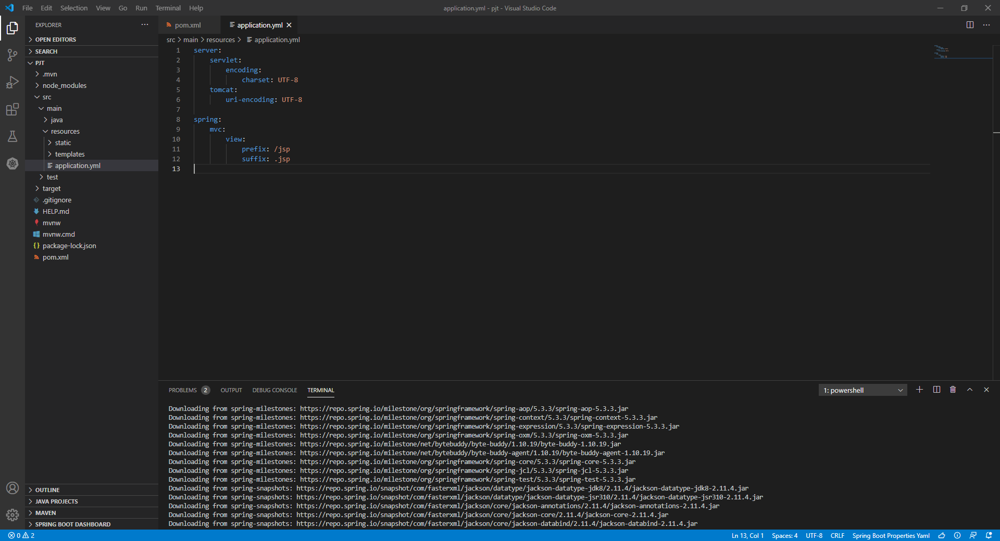 File Edit Selection View Go Run Terminal Help
application.yml - pjt - Visual Studio Code
EXPLORER
OPEN EDITORS
SEARCH
PJT
.mvn
node_modules
src
main
java
resources
static
templates
application.yml
test
target
.gitignore
HELP.md
mvnw
mvnw.cmd
package-lock.json
pom.xml
OUTLINE
JAVA PROJECTS
MAVEN
SPRING BOOT DASHBOARD
pom.xml application.yml
src > main > resources > application.yml
1 server:
2 servlet:
3 encoding:
4 charset: UTF-8
5 tomcat:
6 uri-encoding: UTF-8
7
8 spring:
9 mvc:
10 view:
11 prefix: /jsp
12 suffix: .jsp
13
PROBLEMS 2 OUTPUT DEBUG CONSOLE TERMINAL 1: powershell
Downloading from spring-milestones: https://repo.spring.io/milestone/org/springframework/spring-aop/5.3.3/spring-aop-5.3.3.jar
Downloading from spring-milestones: https://repo.spring.io/milestone/org/springframework/spring-context/5.3.3/spring-context-5.3.3.jar
Downloading from spring-milestones: https://repo.spring.io/milestone/org/springframework/spring-expression/5.3.3/spring-expression-5.3.3.jar
Downloading from spring-milestones: https://repo.spring.io/milestone/org/springframework/spring-oxm/5.3.3/spring-oxm-5.3.3.jar
Downloading from spring-milestones: https://repo.spring.io/milestone/net/bytebuddy/byte-buddy/1.10.19/byte-buddy-1.10.19.jar
Downloading from spring-milestones: https://repo.spring.io/milestone/net/bytebuddy/byte-buddy-agent/1.10.19/byte-buddy-agent-1.10.19.jar
Downloading from spring-milestones: https://repo.spring.io/milestone/org/springframework/spring-core/5.3.3/spring-core-5.3.3.jar
Downloading from spring-milestones: https://repo.spring.io/milestone/org/springframework/spring-jcl/5.3.3/spring-jcl-5.3.3.jar
Downloading from spring-milestones: https://repo.spring.io/milestone/org/springframework/spring-test/5.3.3/spring-test-5.3.3.jar
Downloading from spring-snapshots: https://repo.spring.io/snapshot/com/fasterxml/jackson/datatype/jackson-datatype-jdk8/2.11.4/jackson-datatype-jdk8-2.11.4.jar
Downloading from spring-snapshots: https://repo.spring.io/snapshot/com/fasterxml/jackson/datatype/jackson-datatype-jsr310/2.11.4/jackson-datatype-jsr310-2.11.4.jar
Downloading from spring-snapshots: https://repo.spring.io/snapshot/com/fasterxml/jackson/core/jackson-annotations/2.11.4/jackson-annotations-2.11.4.jar
Downloading from spring-snapshots: https://repo.spring.io/snapshot/com/fasterxml/jackson/core/jackson-core/2.11.4/jackson-core-2.11.4.jar
Downloading from spring-snapshots: https://repo.spring.io/snapshot/com/fasterxml/jackson/core/jackson-databind/2.11.4/jackson-databind-2.11.4.jar
0 2 Ln 13, Col 1 Spaces: 4 UTF-8 CRLF Spring Boot Properties Yaml